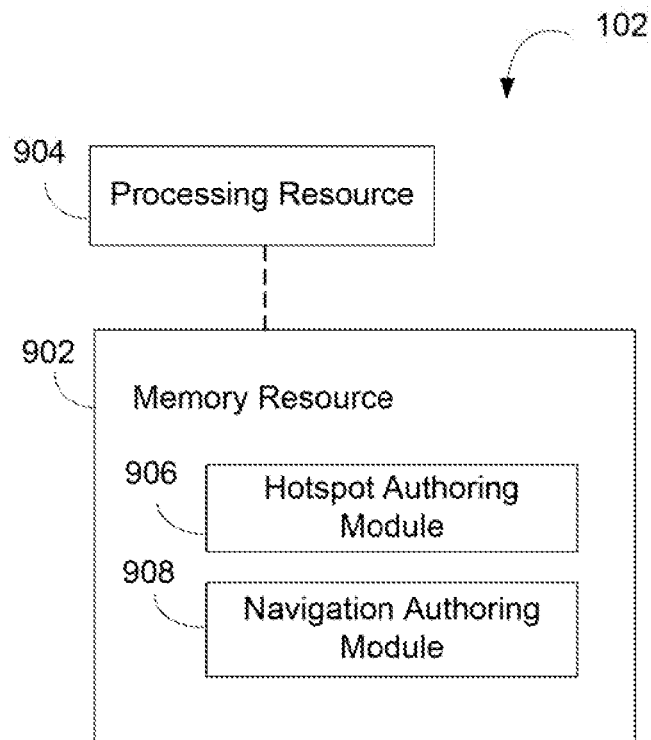 102
904
Processing Resource
902
Memory Resource
906
Hotspot Authoring
Module
908
Navigation Authoring
Module